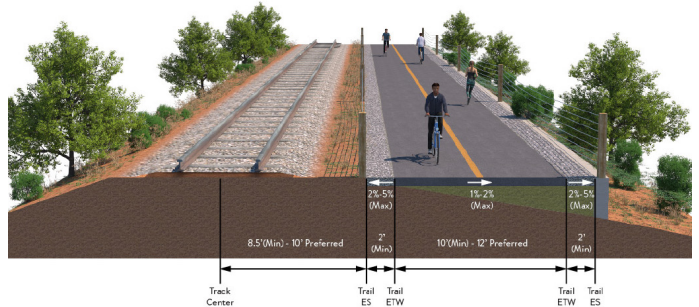 2%-5%
(Max)
1%-2%
(Max)
2%-5%
(Max)
8.5'(Min) - 10' Preferred
2'
(Min)
10'(Min) - 12' Preferred
2'
(Min)
Track
Center
Trail
ES
Trail
ETW
Trail
ETW
Trail
ES